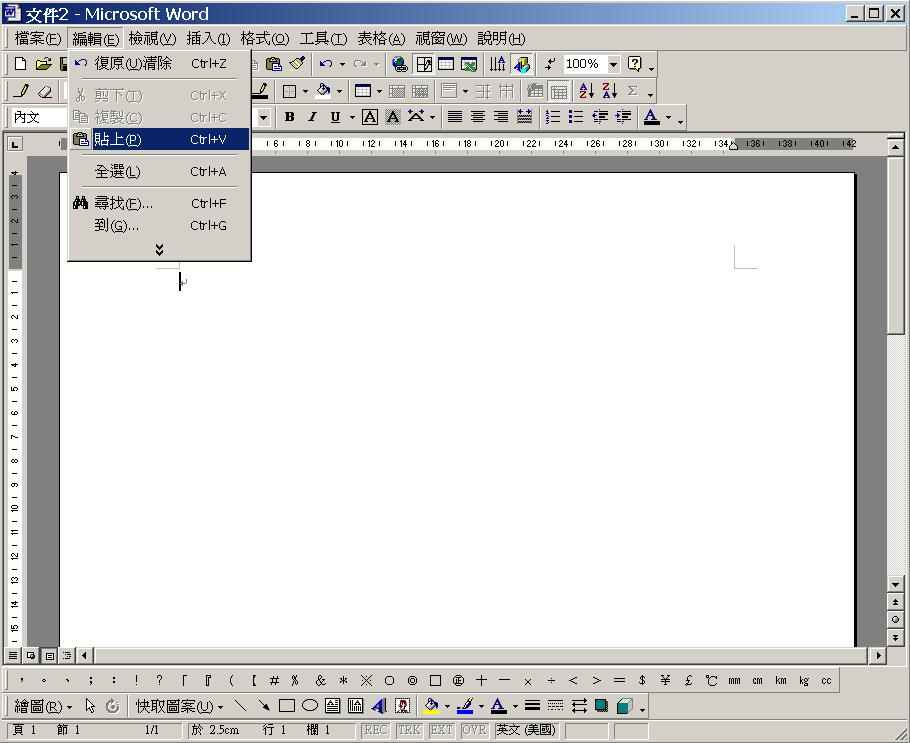 文件2 - Microsoft Word
檔案(F) 編輯(E) 檢視(V) 插入(I) 格式(O) 工具(T) 表格(A) 視窗(W) 說明(H)
復原(U)清除 Ctrl+Z
100%
剪下(T) Ctrl+X
複製(C) Ctrl+C
內文
B I U A A A
貼上(P) Ctrl+V
6 8 10 12 14 16 18 20 22 24 26 28 30 32 34 36 38 40 42
全選(L) Ctrl+A
尋找(F)... Ctrl+F
到(G)... Ctrl+G
4
3
2
1
1
2
3
4
5
6
7
8
9
10
11
12
13
14
15
, 。 、 ; : ! ? 「 『 ( 【 # % & * ※ ○ ◎ □ ㊣ + − × ÷ < > = $ ¥ £ ℃ mm cm km kg cc
繪圖(R) 快取圖案(U)
頁 1 節 1 1/1 於 2.5cm 行 1 欄 1 REC TRK EXT OVR 英文 (美國)